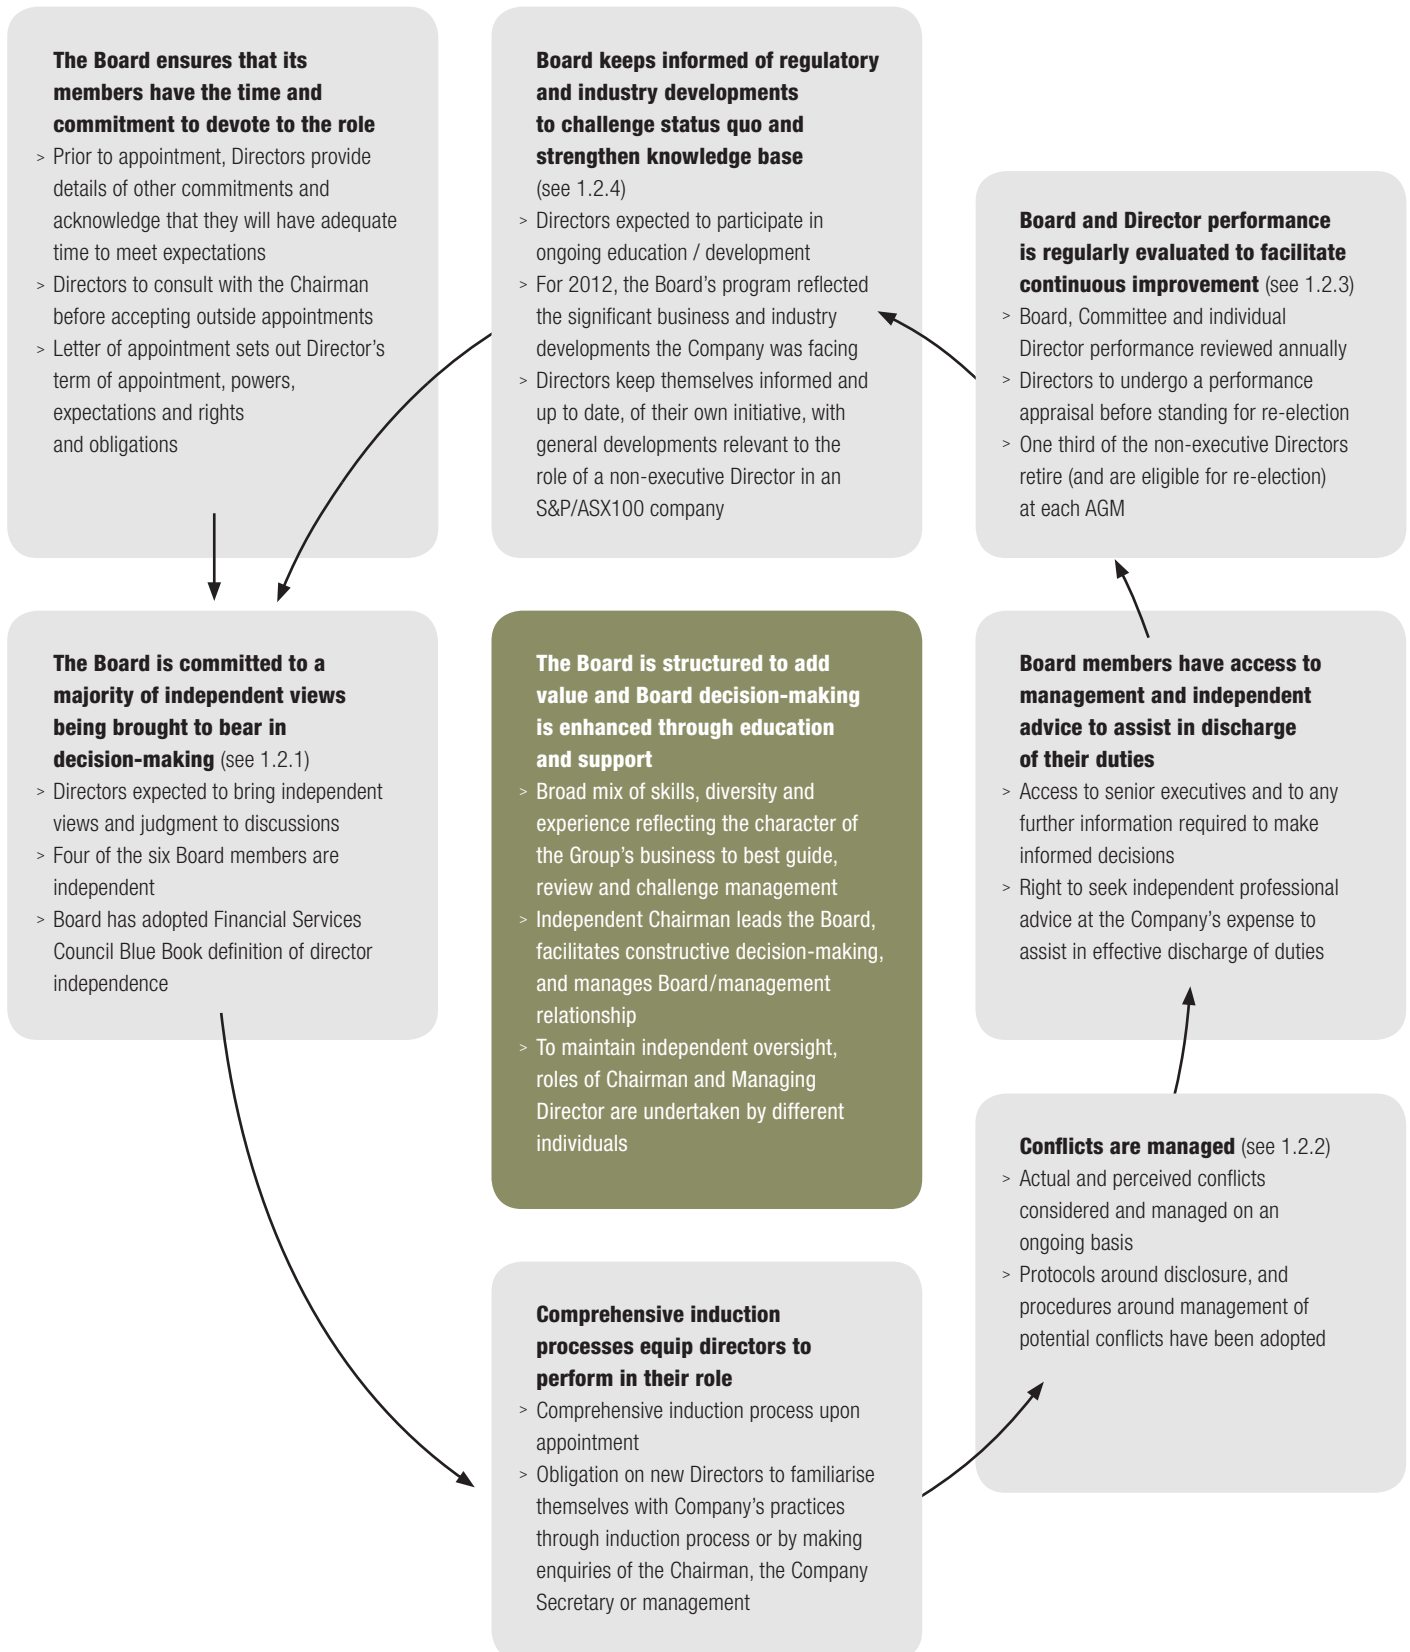 The Board ensures that its
members have the time and
commitment to devote to the role
> Prior to appointment, Directors provide
details of other commitments and
acknowledge that they will have adequate
time to meet expectations
> Directors to consult with the Chairman
before accepting outside appointments
> Letter of appointment sets out Director’s
term of appointment, powers,
expectations and rights
and obligations
Board keeps informed of regulatory
and industry developments
to challenge status quo and
strengthen knowledge base
(see 1.2.4)
> Directors expected to participate in
ongoing education / development
> For 2012, the Board’s program reflected
the significant business and industry
developments the Company was facing
> Directors keep themselves informed and
up to date, of their own initiative, with
general developments relevant to the
role of a non-executive Director in an
S&P/ASX100 company
Board and Director performance
is regularly evaluated to facilitate
continuous improvement (see 1.2.3)
> Board, Committee and individual
Director performance reviewed annually
> Directors to undergo a performance
appraisal before standing for re-election
> One third of the non-executive Directors
retire (and are eligible for re-election)
at each AGM
The Board is committed to a
majority of independent views
being brought to bear in
decision-making (see 1.2.1)
> Directors expected to bring independent
views and judgment to discussions
> Four of the six Board members are
independent
> Board has adopted Financial Services
Council Blue Book definition of director
independence
The Board is structured to add
value and Board decision-making
is enhanced through education
and support
> Broad mix of skills, diversity and
experience reflecting the character of
the Group’s business to best guide,
review and challenge management
> Independent Chairman leads the Board,
facilitates constructive decision-making,
and manages Board/management
relationship
> To maintain independent oversight,
roles of Chairman and Managing
Director are undertaken by different
individuals
Board members have access to
management and independent
advice to assist in discharge
of their duties
> Access to senior executives and to any
further information required to make
informed decisions
> Right to seek independent professional
advice at the Company’s expense to
assist in effective discharge of duties
Conflicts are managed (see 1.2.2)
> Actual and perceived conflicts
considered and managed on an
ongoing basis
> Protocols around disclosure, and
procedures around management of
potential conflicts have been adopted
Comprehensive induction
processes equip directors to
perform in their role
> Comprehensive induction process upon
appointment
> Obligation on new Directors to familiarise
themselves with Company’s practices
through induction process or by making
enquiries of the Chairman, the Company
Secretary or management